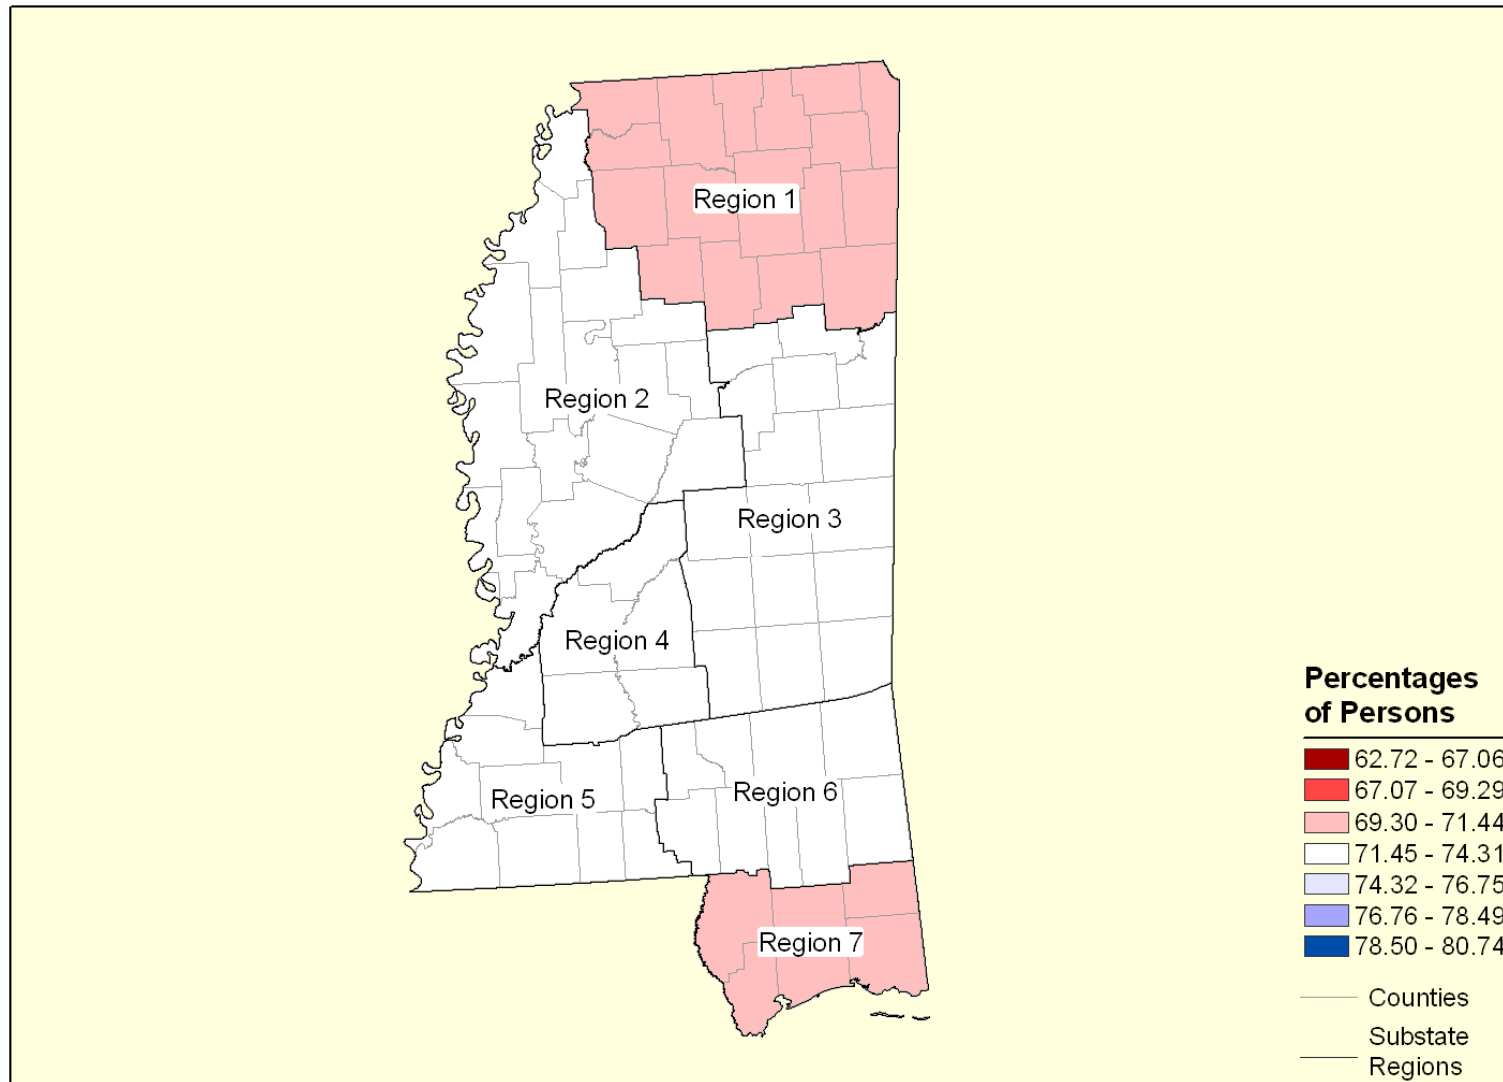 Region 1
Region 2
Region 3
Region 4
Region 5
Region 6
Region 7
Percentages
of Persons
62.72 - 67.06
67.07 - 69.29
69.30 - 71.44
71.45 - 74.31
74.32 - 76.75
76.76 - 78.49
78.50 - 80.74
Counties
Substate
Regions